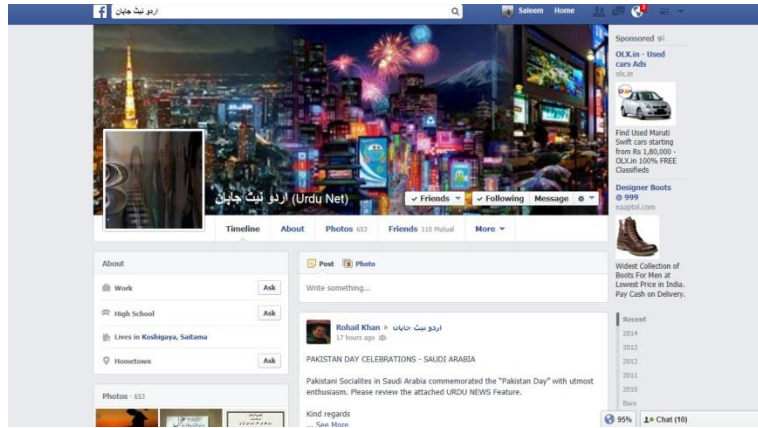 اردو نیٹ جاپان
Saleem Home
اردو نیٹ جاپان (Urdu Net)
Friends
Following
Message
Timeline
About
Photos 653
Friends 118 Mutual
More
About
Work
Ask
High School
Ask
Lives in Koshigaya, Saitama
Hometown
Ask
Photos · 653
Post
Photo
Write something...
Rohail Khan ▸ اردو نیٹ جاپان
17 hours ago
PAKISTAN DAY CELEBRATIONS - SAUDI ARABIA
Pakistani Socialites in Saudi Arabia commemorated the "Pakistan Day" with utmost
enthusiasm. Please review the attached URDU NEWS Feature.
Kind regards
... See More
Sponsored
OLX.in - Used
cars Ads
olx.in
Find Used Maruti
Swift cars starting
from Rs 1,80,000 -
OLX.in 100% FREE
Classifieds
Designer Boots
@ 999
naaptol.com
Widest Collection of
Boots For Men at
Lowest Price in India.
Pay Cash on Delivery.
Recent
2014
2013
2012
2011
2010
Born
95%
Chat (10)